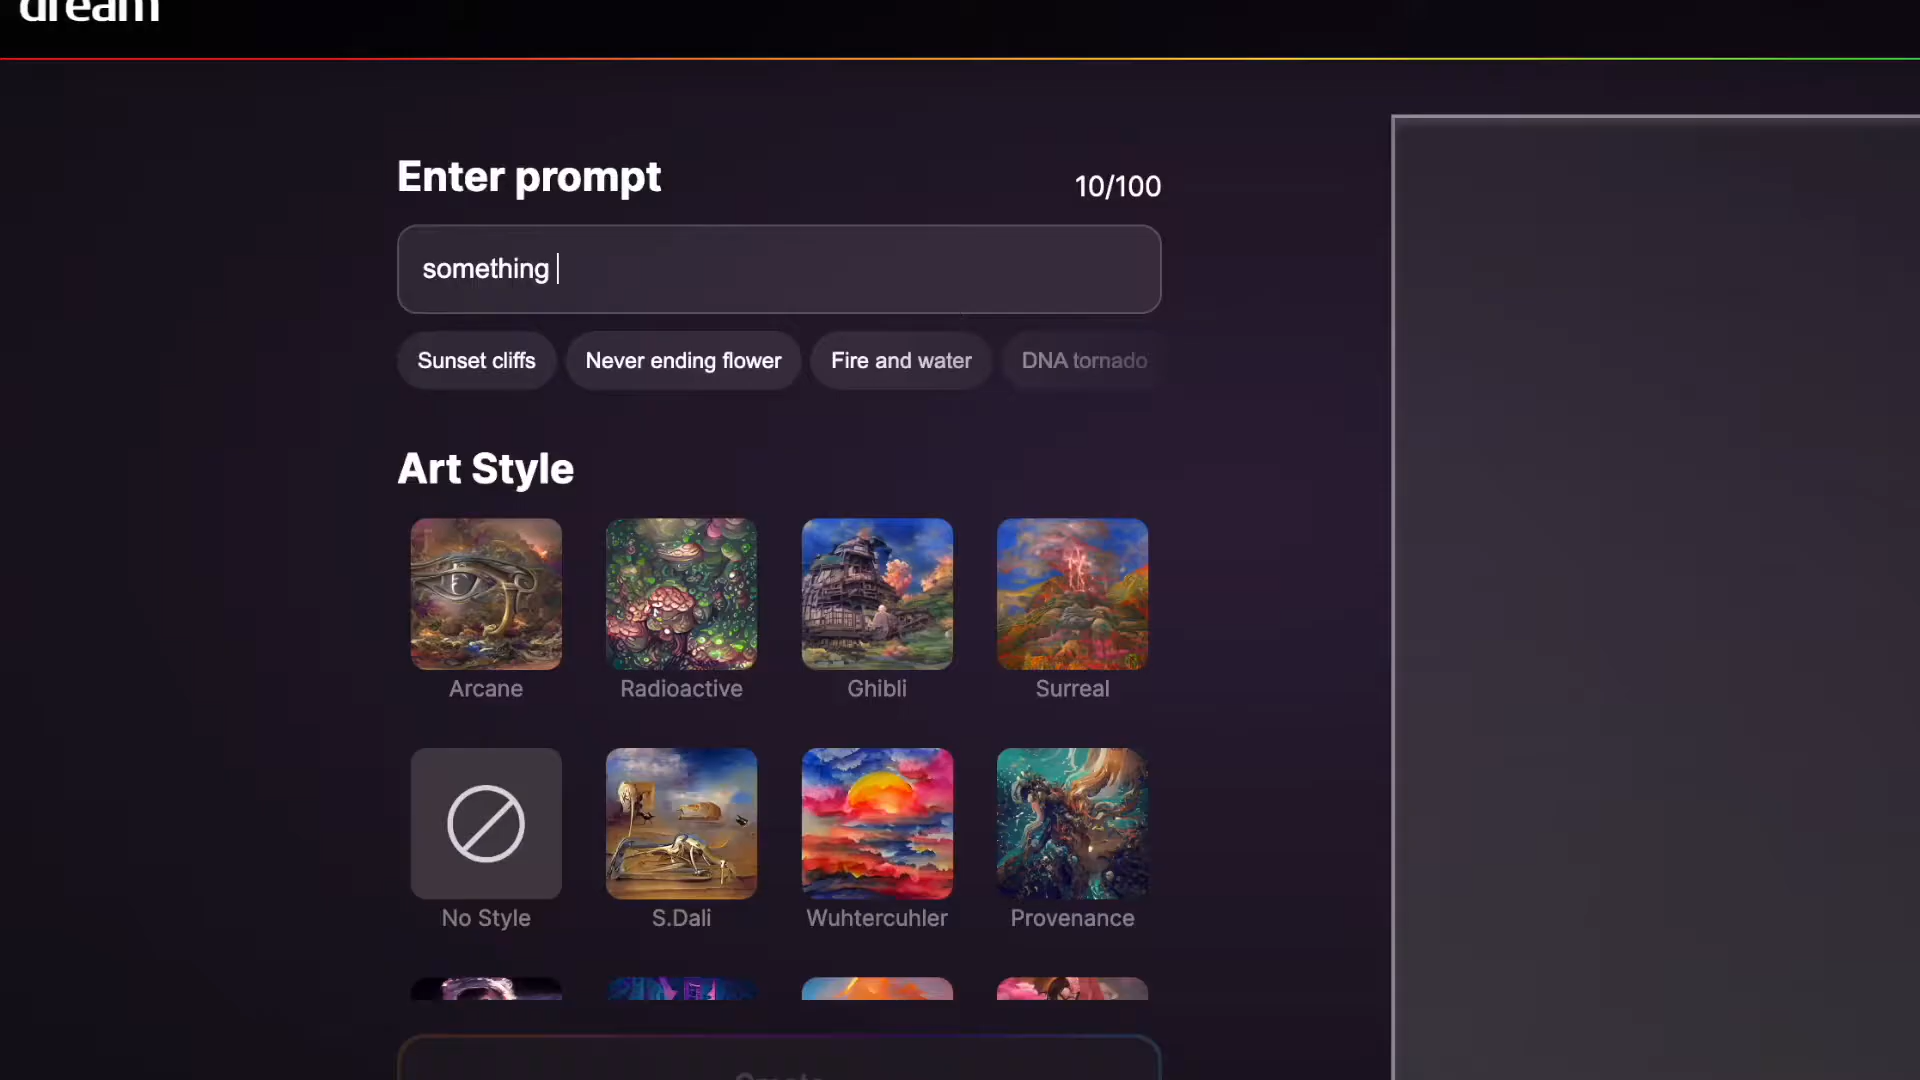 dream
Enter prompt
10/100
something
Sunset cliffs
Never ending flower
Fire and water
DNA tornado
Art Style
Arcane
Radioactive
Ghibli
Surreal
No Style
S.Dali
Wuhtercuhler
Provenance